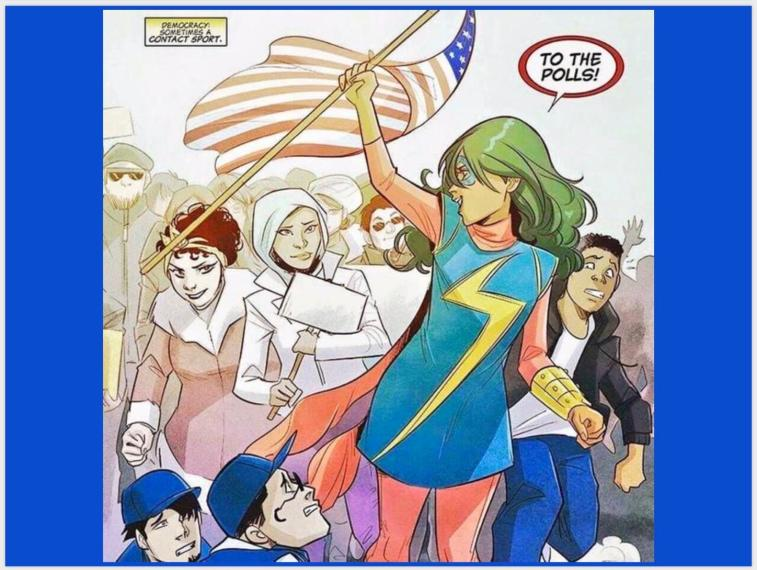 DEMOCRACY:
SOMETIMES A
CONTACT SPORT.
TO THE
POLLS!